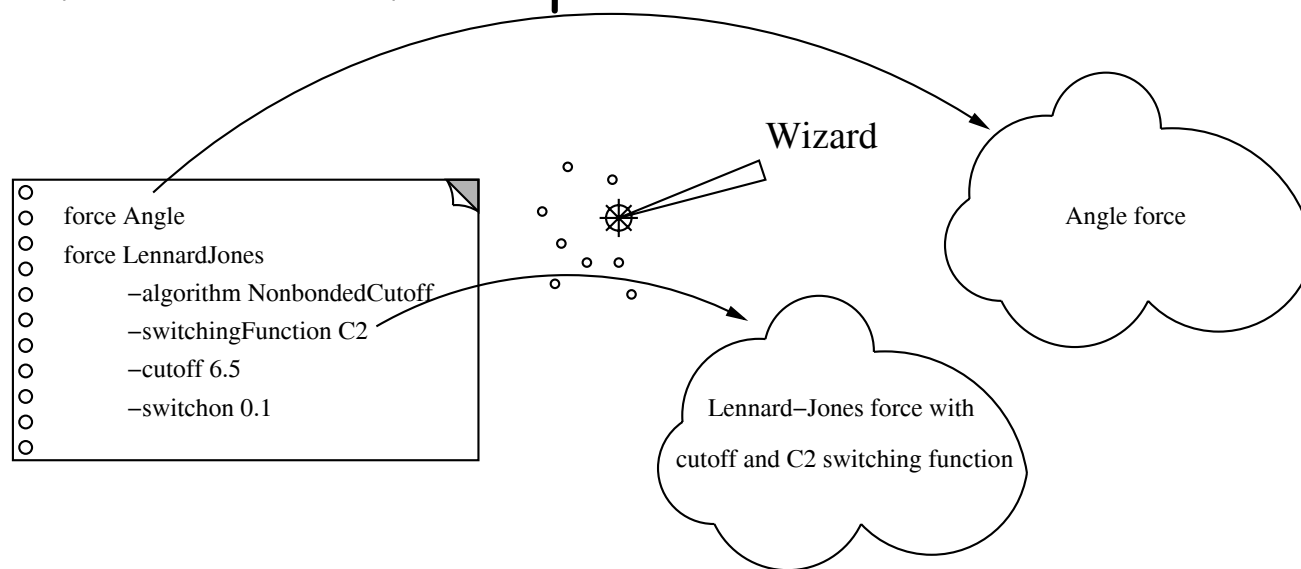 Wizard
force Angle
force LennardJones
−algorithm NonbondedCutoff
−switchingFunction C2
−cutoff 6.5
−switchon 0.1
Angle force
Lennard−Jones force with
cutoff and C2 switching function